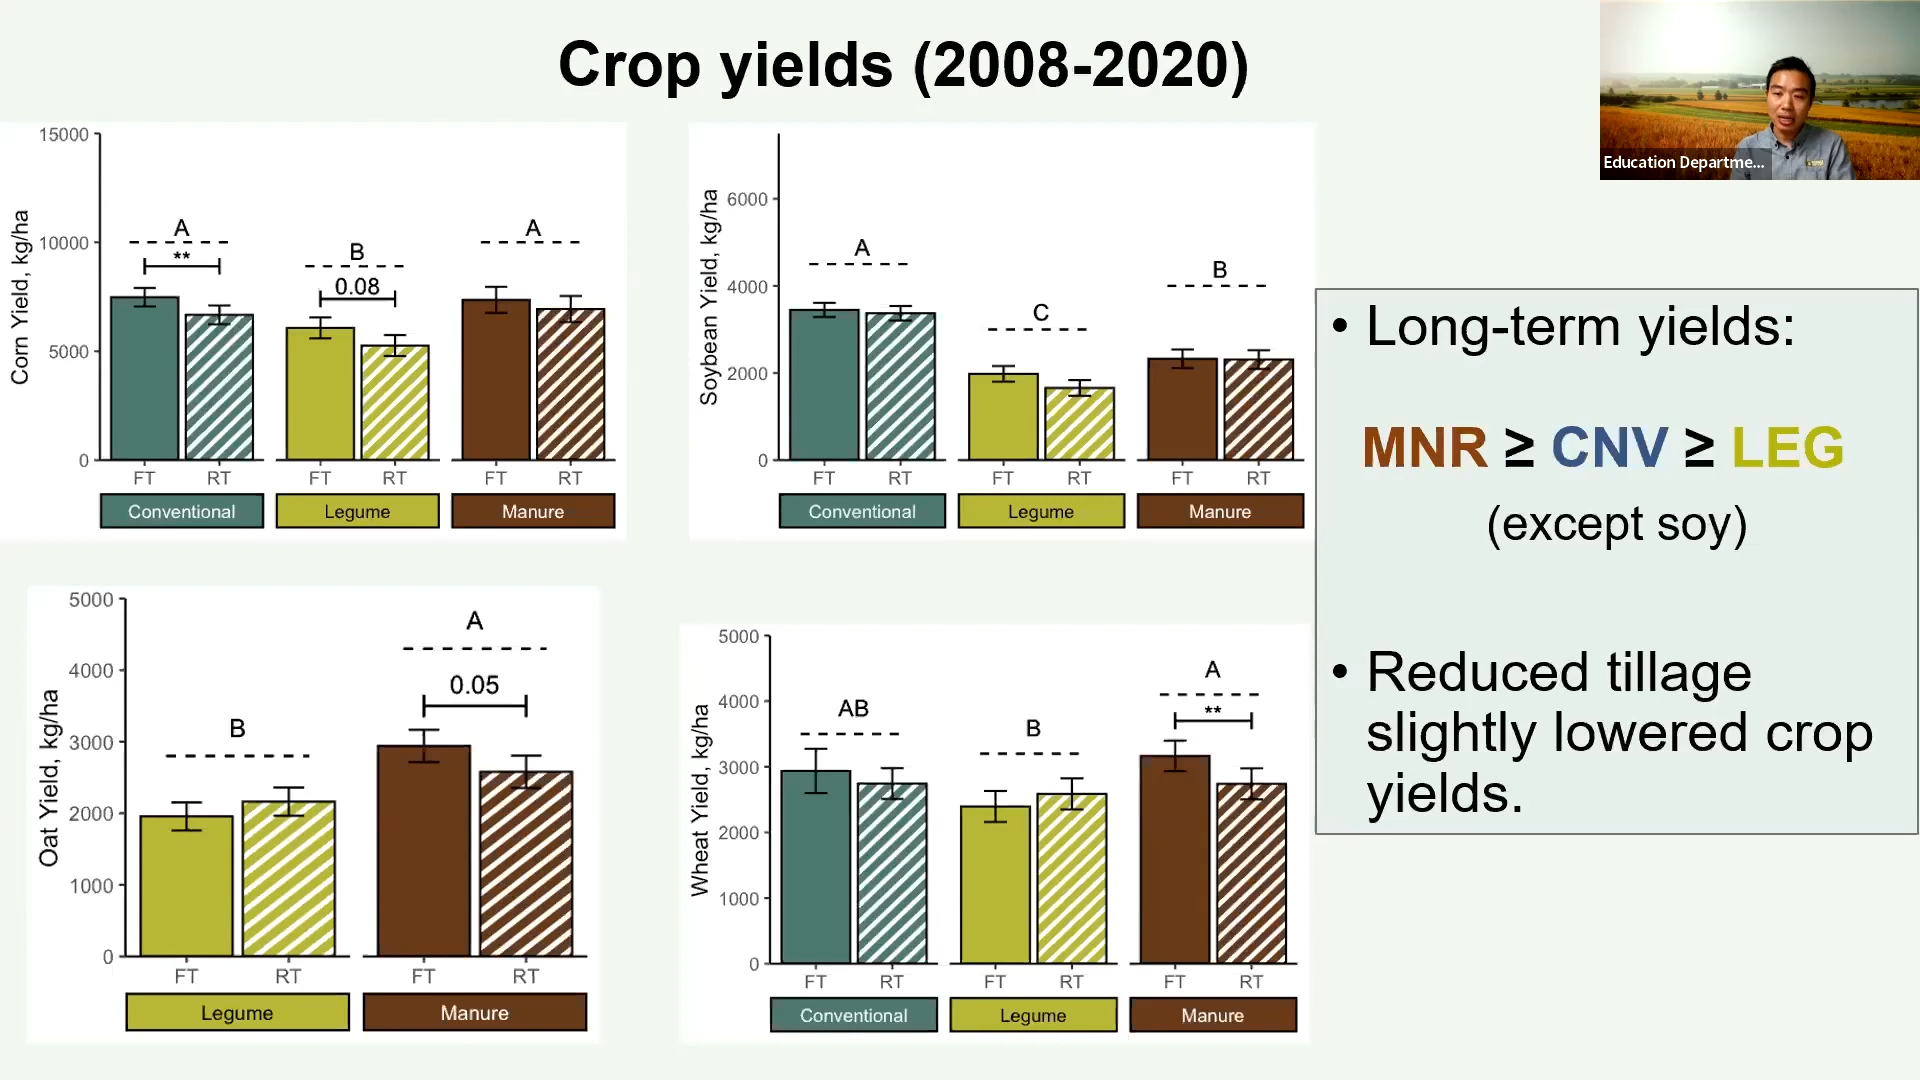 Crop yields (2008-2020)
Education Departme...
Corn Yield, kg/ha
15000
10000
5000
0
A
**
B
0.08
A
FT RT FT RT FT RT
Conventional Legume Manure
Soybean Yield, kg/ha
6000
4000
2000
0
A
C
B
FT RT FT RT FT RT
Conventional Legume Manure
Oat Yield, kg/ha
5000
4000
3000
2000
1000
0
B
A
0.05
FT RT FT RT
Legume Manure
Wheat Yield, kg/ha
5000
4000
3000
2000
1000
0
AB
B
A
**
FT RT FT RT FT RT
Conventional Legume Manure
• Long-term yields:
MNR ≥ CNV ≥ LEG
(except soy)
• Reduced tillage
slightly lowered crop
yields.